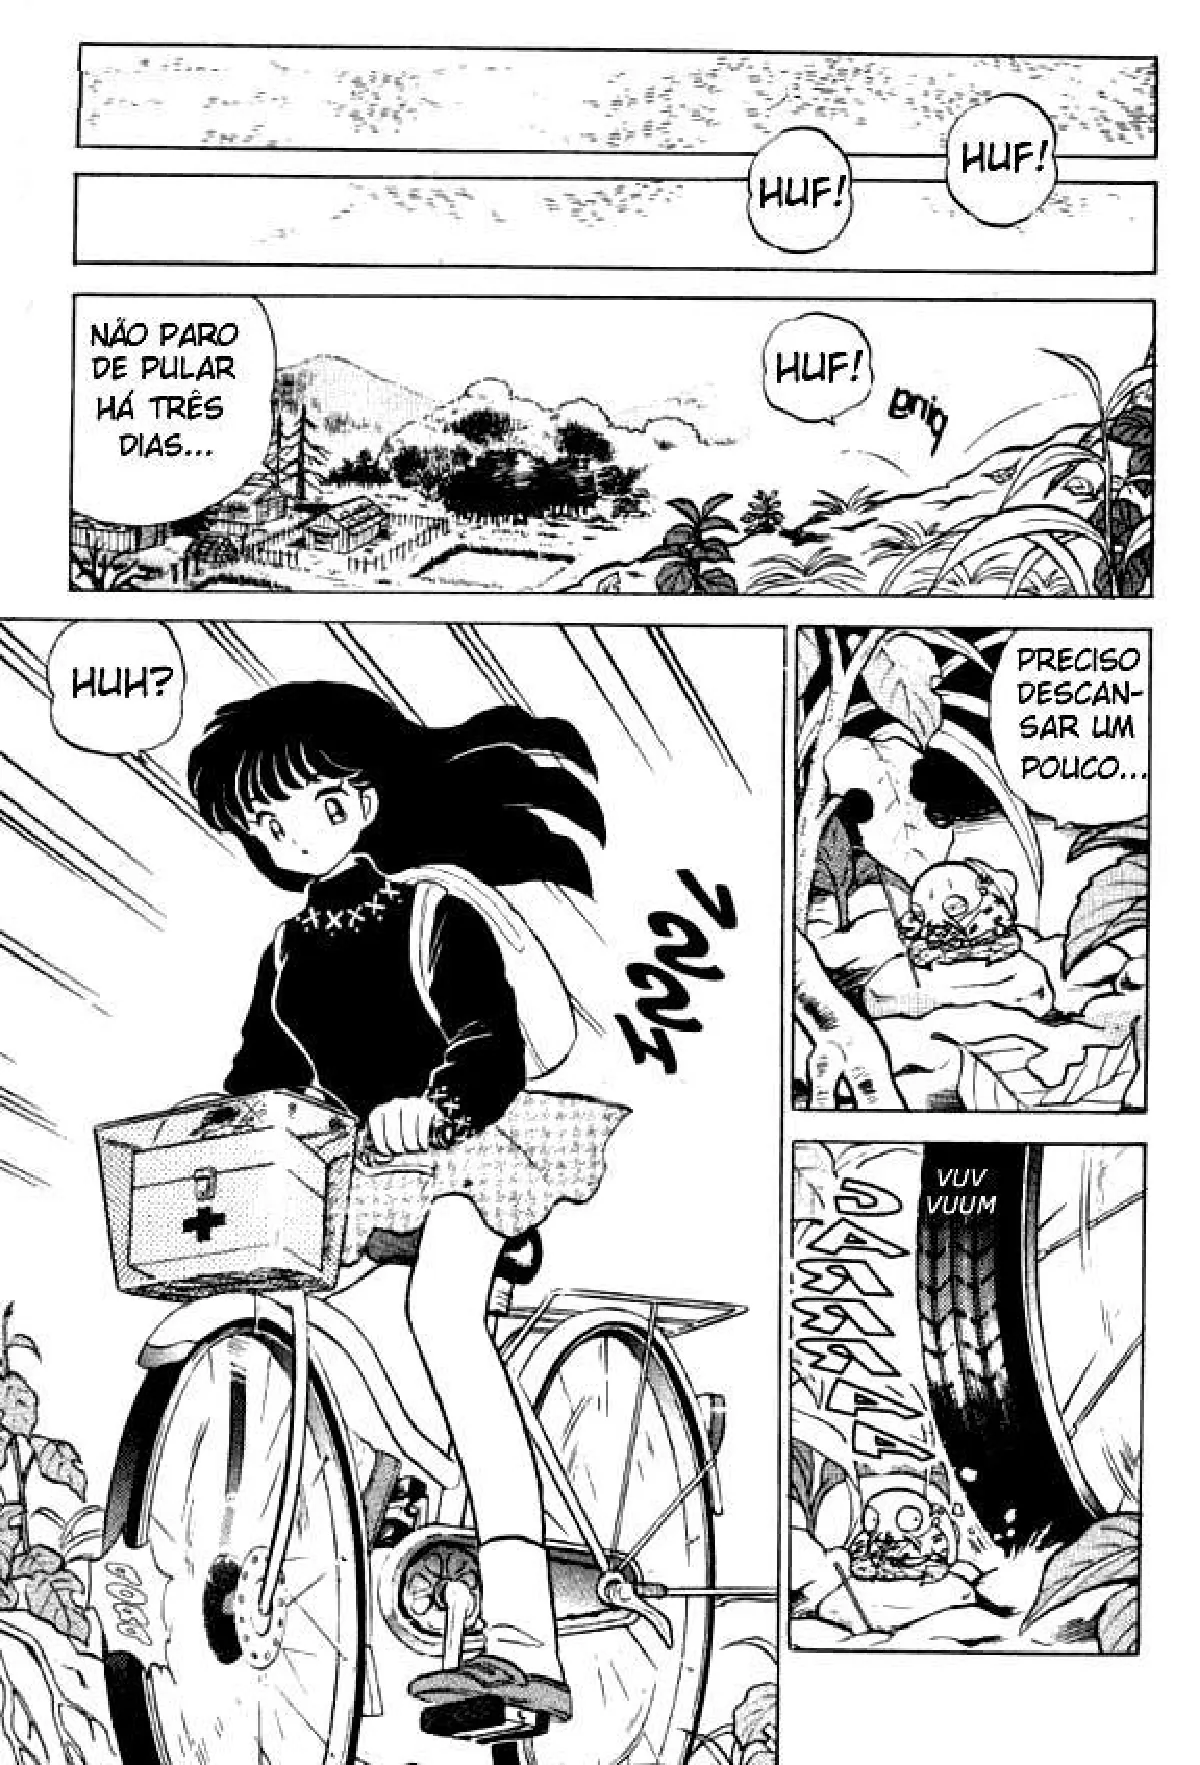 HUF!
HUF!
HUF!
NÃO PARO
DE PULAR
HÁ TRÊS
DIAS...
PRECISO
DESCAN-
SAR UM
POUCO...
VUV
VUUM
HUH?